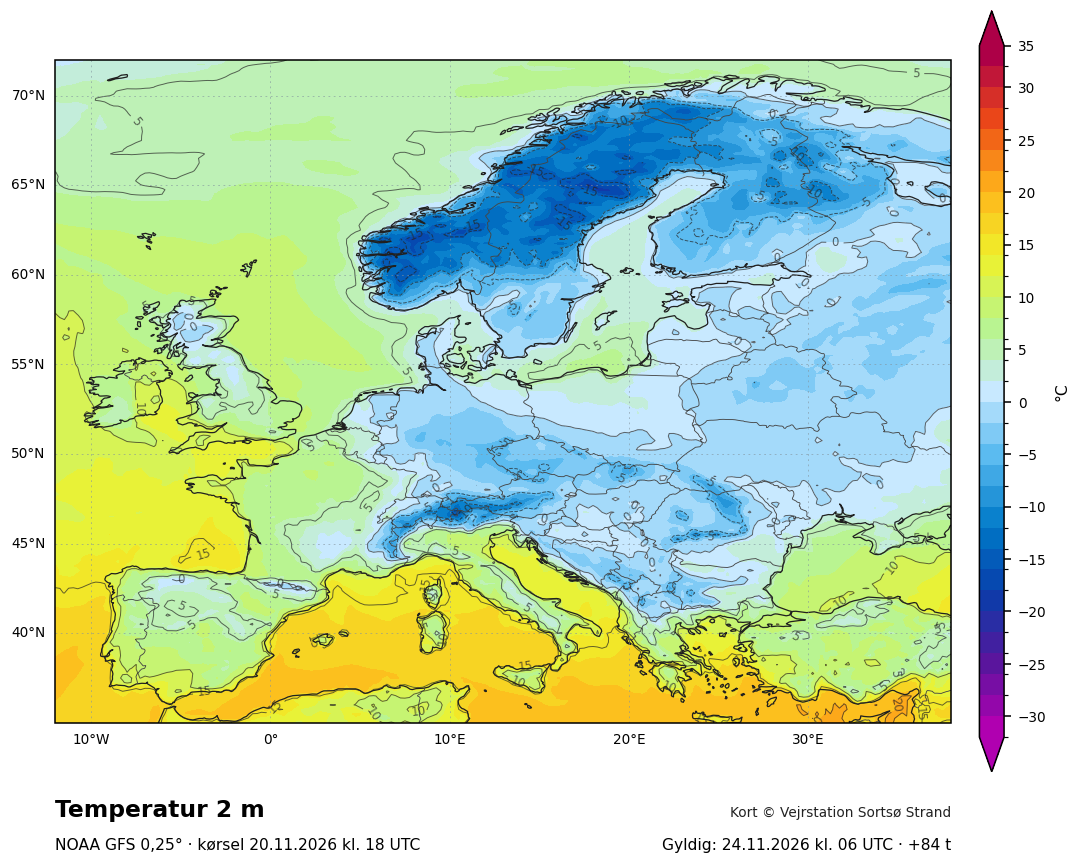 70°N
65°N
60°N
55°N
50°N
45°N
40°N
10°W
0°
10°E
20°E
30°E
35
30
25
20
15
10
5
0
−5
−10
−15
−20
−25
−30
°C
Temperatur 2 m
Kort © Vejrstation Sortsø Strand
NOAA GFS 0,25° · kørsel 20.11.2026 kl. 18 UTC
Gyldig: 24.11.2026 kl. 06 UTC · +84 t